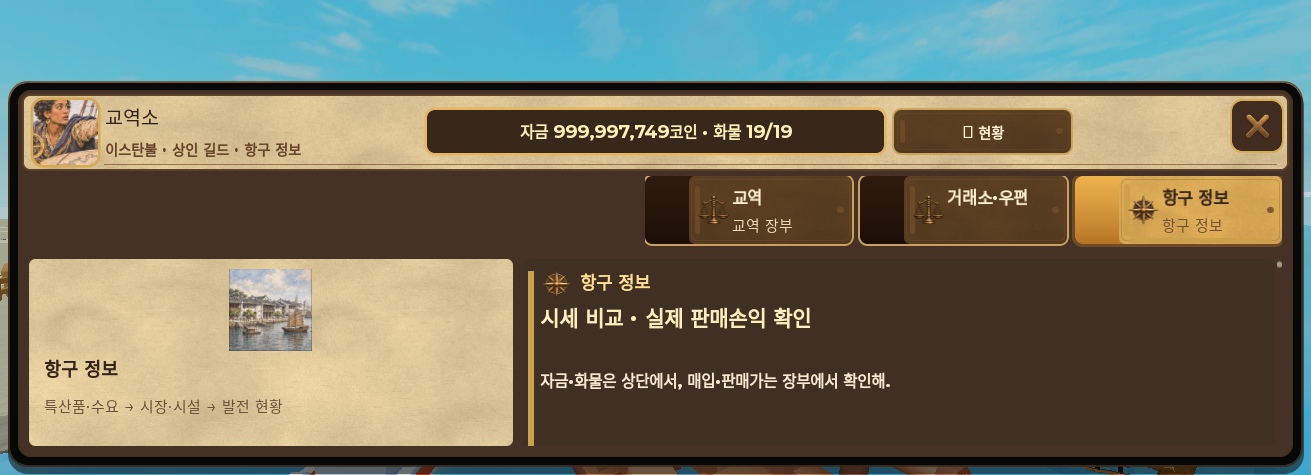 교역소
이스탄불 • 상인 길드 • 항구 정보
자금 999,997,749코인 • 화물 19/19
현황
교역
교역 장부
거래소•우편
항구 정보
항구 정보
항구 정보
특산품·수요 → 시장·시설 → 발전 현황
항구 정보
시세 비교 • 실제 판매손익 확인
자금•화물은 상단에서, 매입•판매가는 장부에서 확인해.